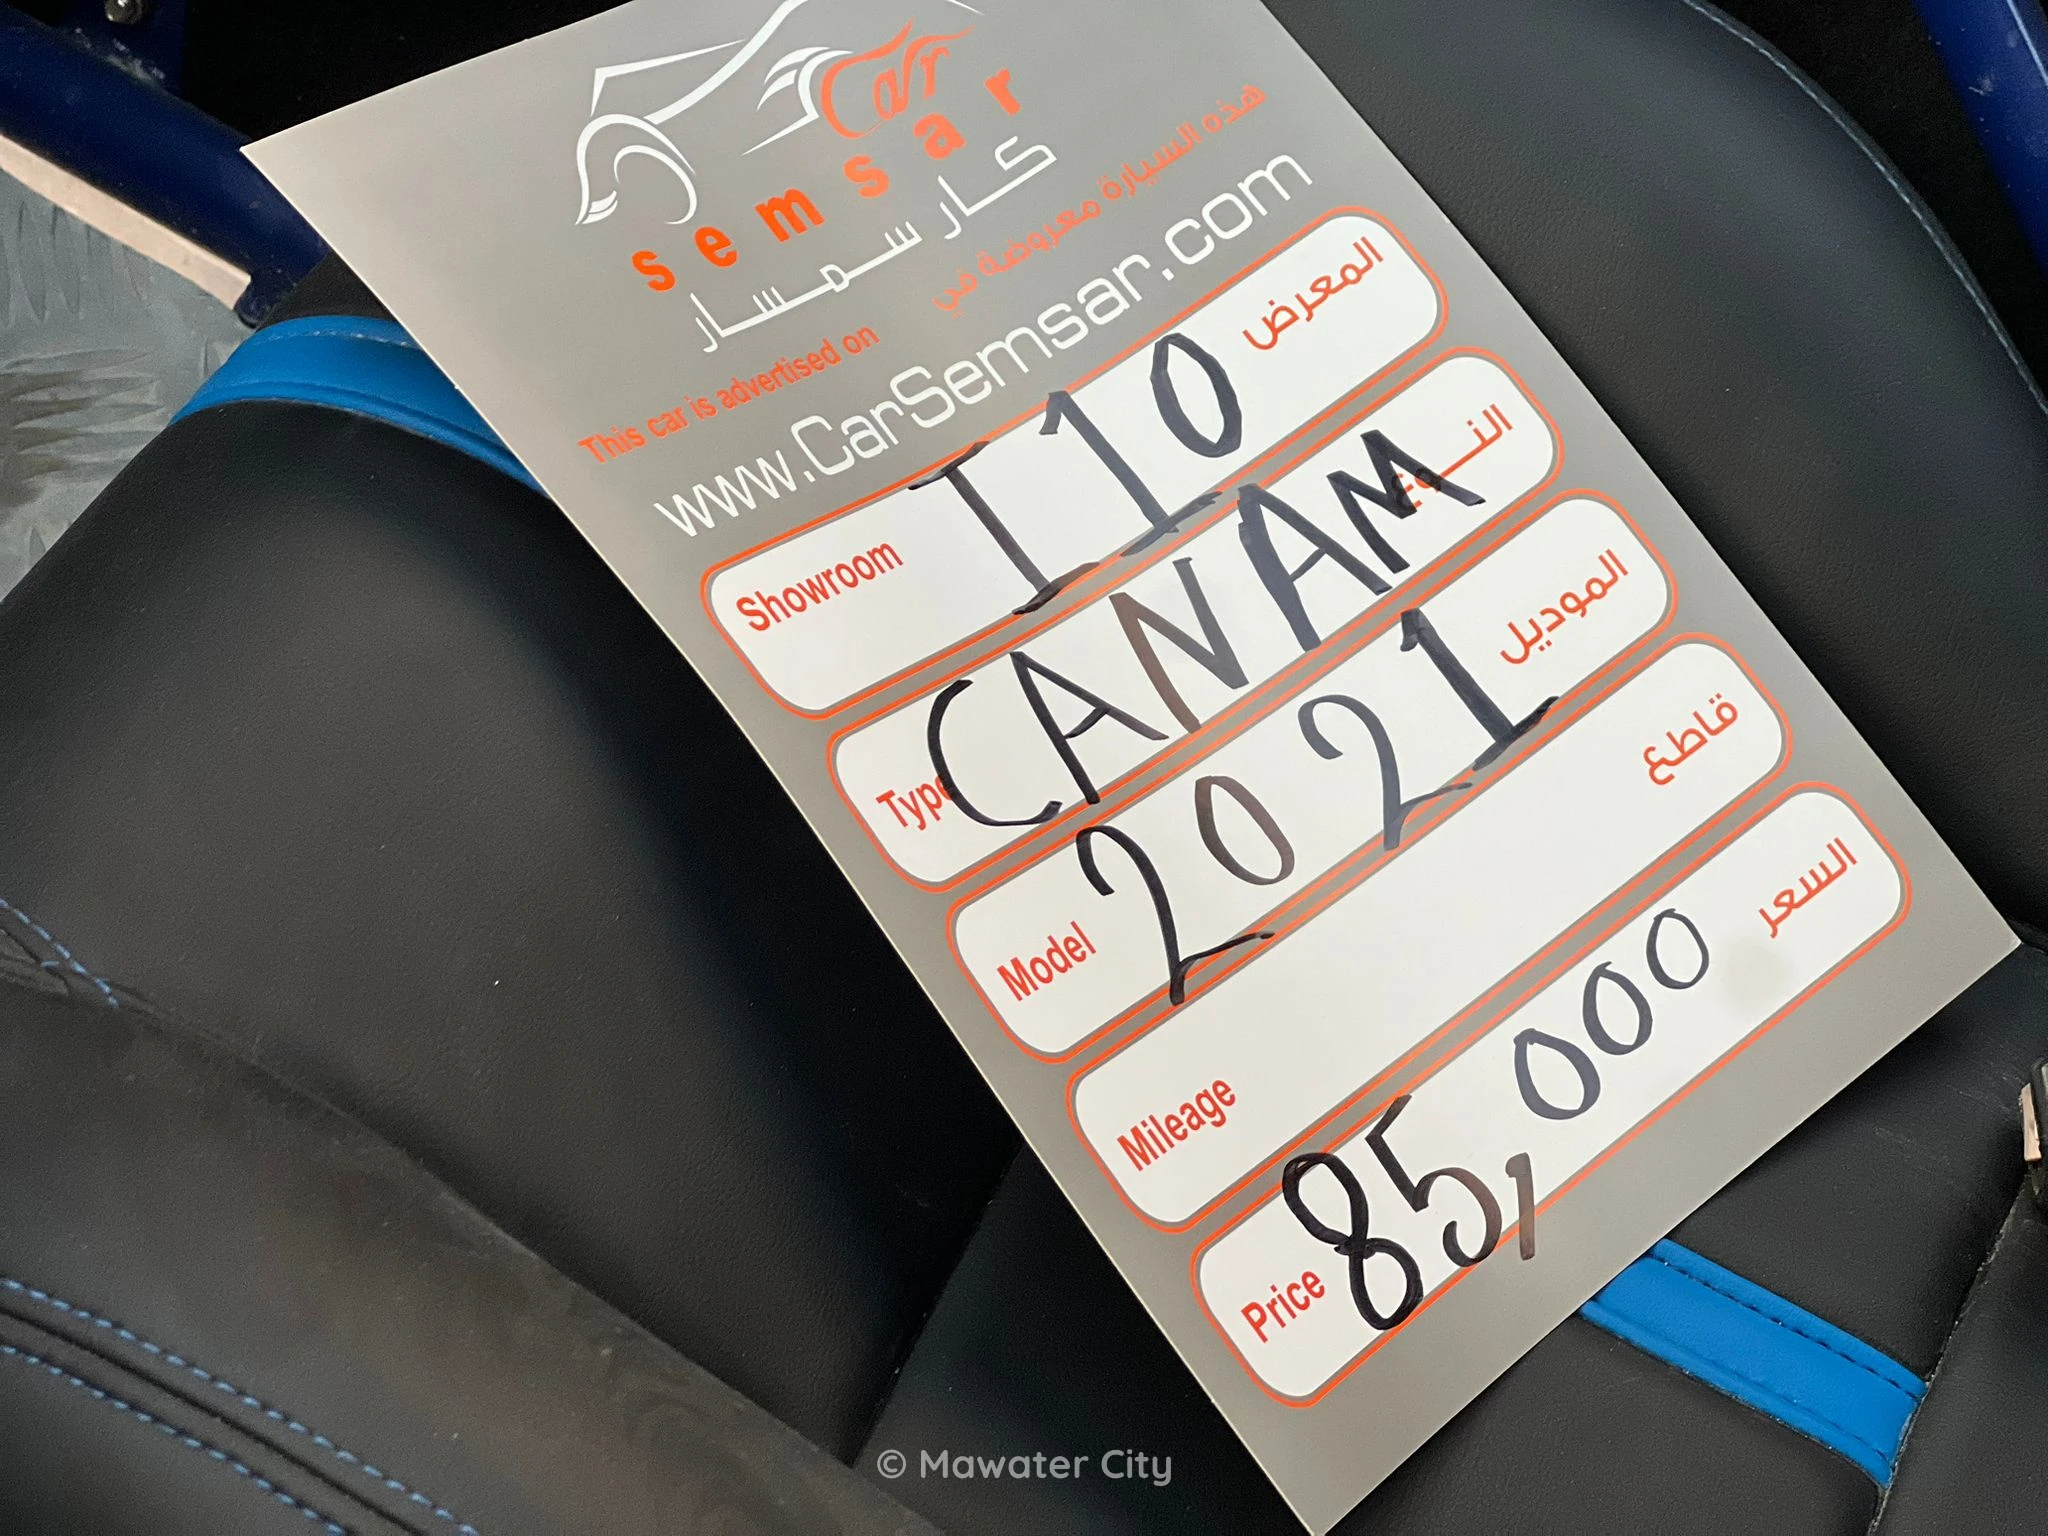 Car
semsar
كار سمسار
This car is advertised on هذه السيارة معروضة في
www.CarSemsar.com
Showroom I 10 المعرض
Type CANAM النوع
Model 2021 الموديل
Mileage قاطع
Price 85,000 السعر
© Mawater City